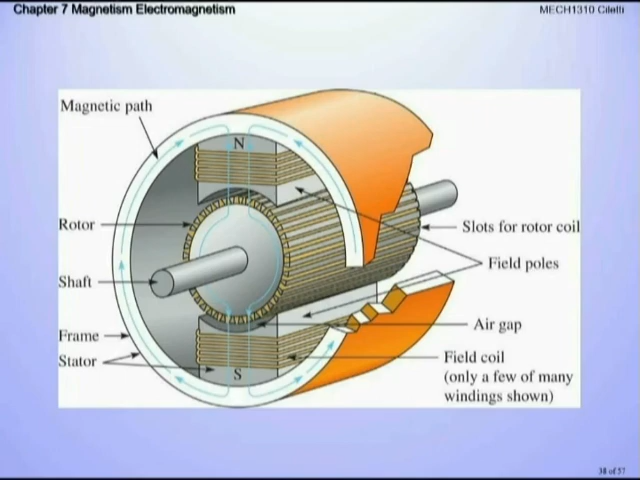 Chapter 7 Magnetism Electromagnetism
MECH1310 Ciletti
Magnetic path
N
Rotor
Slots for rotor coil
Field poles
Shaft
Air gap
Frame
Stator
Field coil
(only a few of many
windings shown)
S
38 of 57